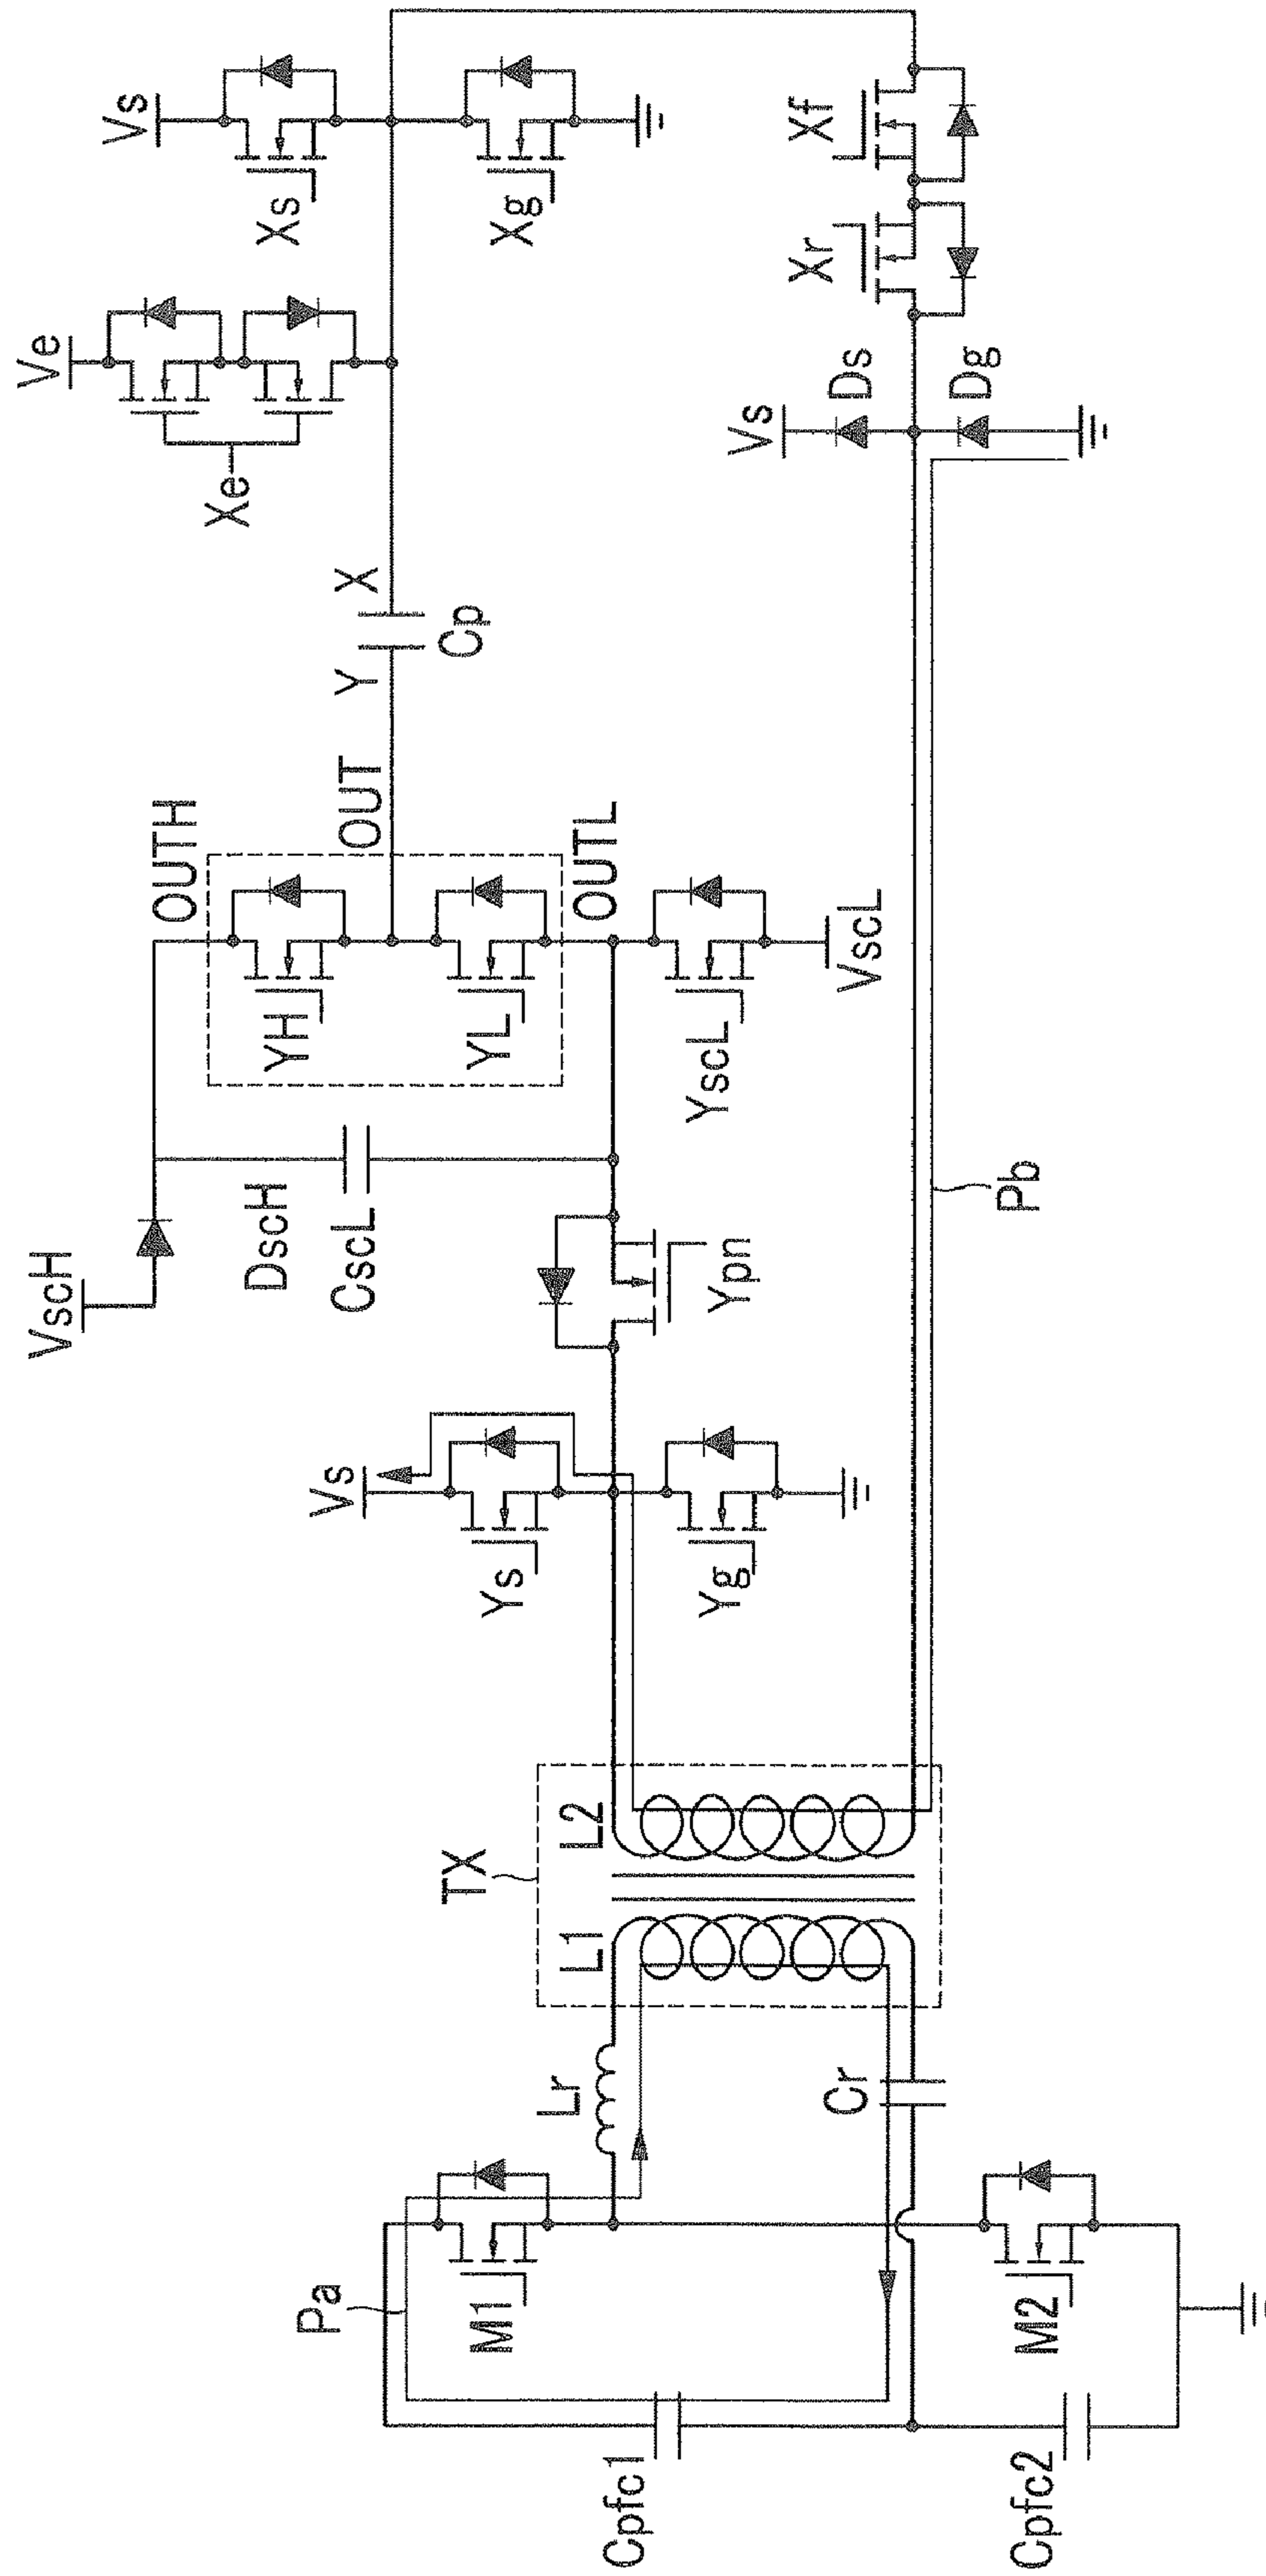 Vs
Xs
Xg
Xf
Xr
Ve
Xe
Vs
Ds
Dg
X
Y
Cp
OUTH
OUT
OUTL
YH
YL
YscL
VscL
VscH
DscH
CscL
Ypn
Pb
Vs
Ys
Yg
TX
L2
L1
Lr
Cr
Pa
M1
M2
Cpfc1
Cpfc2